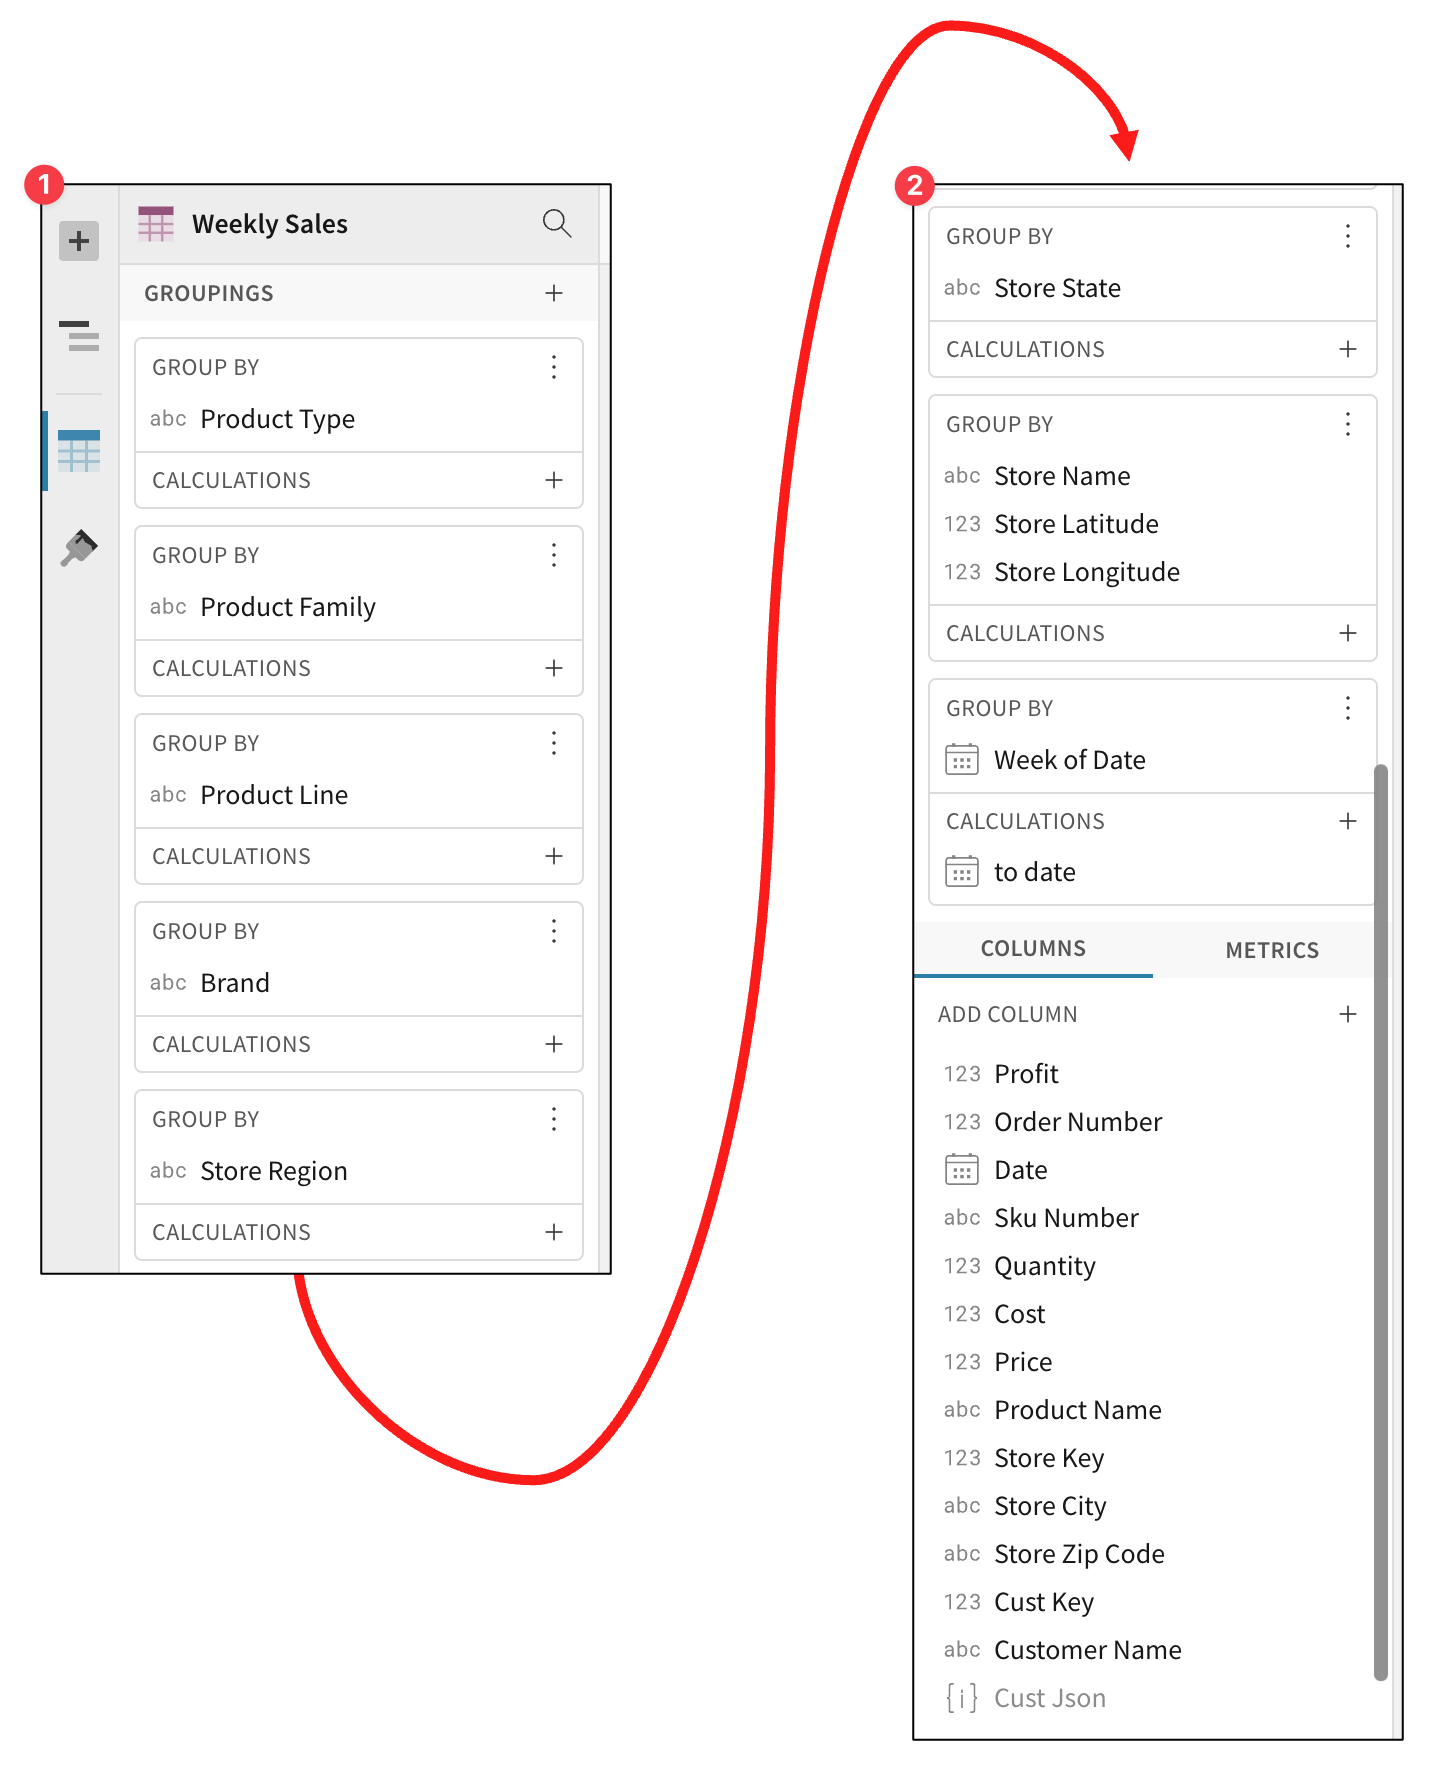 1
Weekly Sales
GROUPINGS
GROUP BY
abc Product Type
CALCULATIONS
GROUP BY
abc Product Family
CALCULATIONS
GROUP BY
abc Product Line
CALCULATIONS
GROUP BY
abc Brand
CALCULATIONS
GROUP BY
abc Store Region
CALCULATIONS
2
GROUP BY
abc Store State
CALCULATIONS
GROUP BY
abc Store Name
123 Store Latitude
123 Store Longitude
CALCULATIONS
GROUP BY
Week of Date
CALCULATIONS
to date
COLUMNS METRICS
ADD COLUMN
123 Profit
123 Order Number
Date
abc Sku Number
123 Quantity
123 Cost
123 Price
abc Product Name
123 Store Key
abc Store City
abc Store Zip Code
123 Cust Key
abc Customer Name
{i} Cust Json